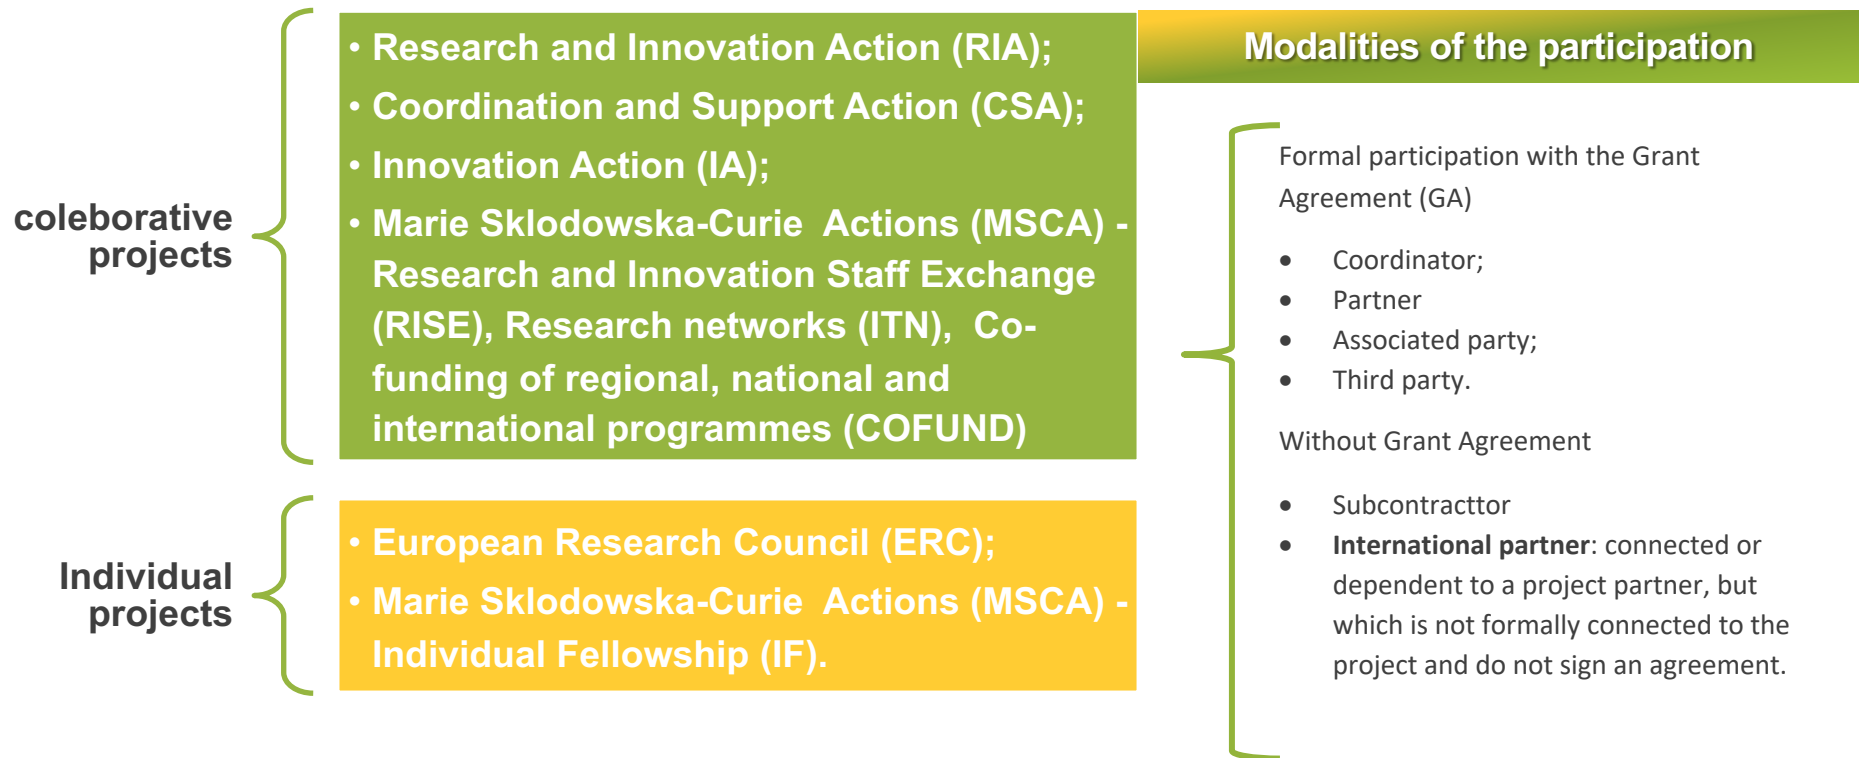 coleborative
projects
• Research and Innovation Action (RIA);
• Coordination and Support Action (CSA);
• Innovation Action (IA);
• Marie Sklodowska-Curie  Actions (MSCA) -
Research and Innovation Staff Exchange
(RISE), Research networks (ITN),  Co-
funding of regional, national and
international programmes (COFUND)
Individual
projects
• European Research Council (ERC);
• Marie Sklodowska-Curie  Actions (MSCA) -
Individual Fellowship (IF).
Modalities of the participation
Formal participation with the Grant
Agreement (GA)
• Coordinator;
• Partner
• Associated party;
• Third party.
Without Grant Agreement
• Subcontracttor
• International partner: connected or
dependent to a project partner, but
which is not formally connected to the
project and do not sign an agreement.